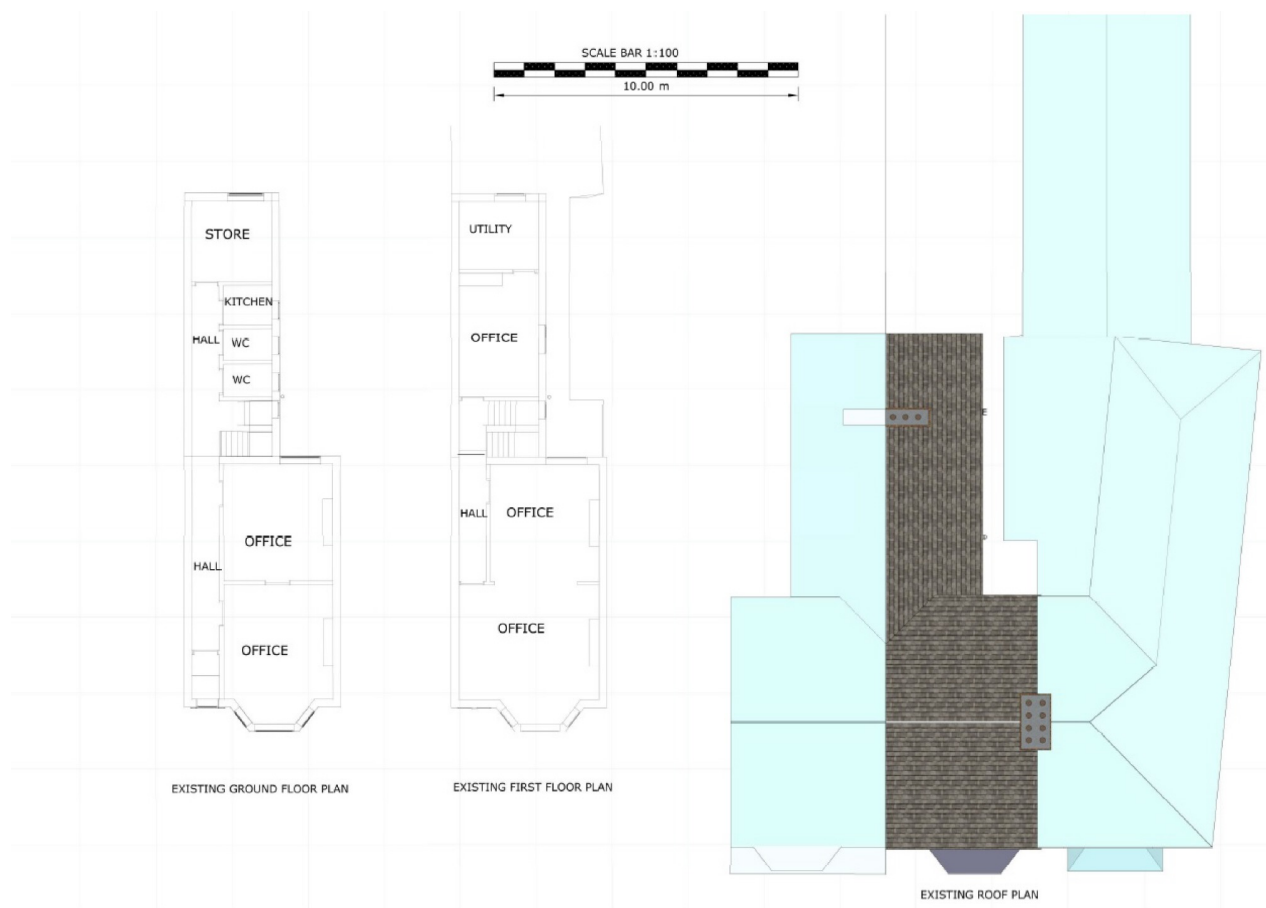 SCALE BAR 1:100
10.00 m
STORE
KITCHEN
HALL
WC
WC
OFFICE
HALL
OFFICE
EXISTING GROUND FLOOR PLAN
UTILITY
OFFICE
HALL
OFFICE
OFFICE
EXISTING FIRST FLOOR PLAN
EXISTING ROOF PLAN